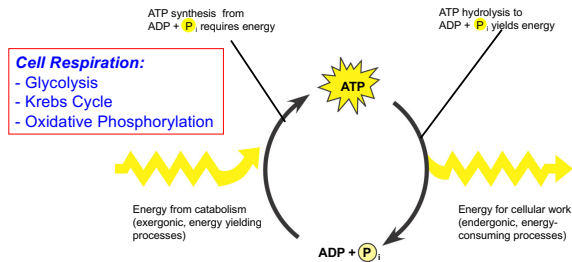 ATP synthesis from
ADP + P i requires energy
ATP hydrolysis to
ADP + P i yields energy
Cell Respiration:
- Glycolysis
- Krebs Cycle
- Oxidative Phosphorylation
ATP
Energy from catabolism
(exergonic, energy yielding
processes)
Energy for cellular work
(endergonic, energy-
consuming processes)
ADP + P i